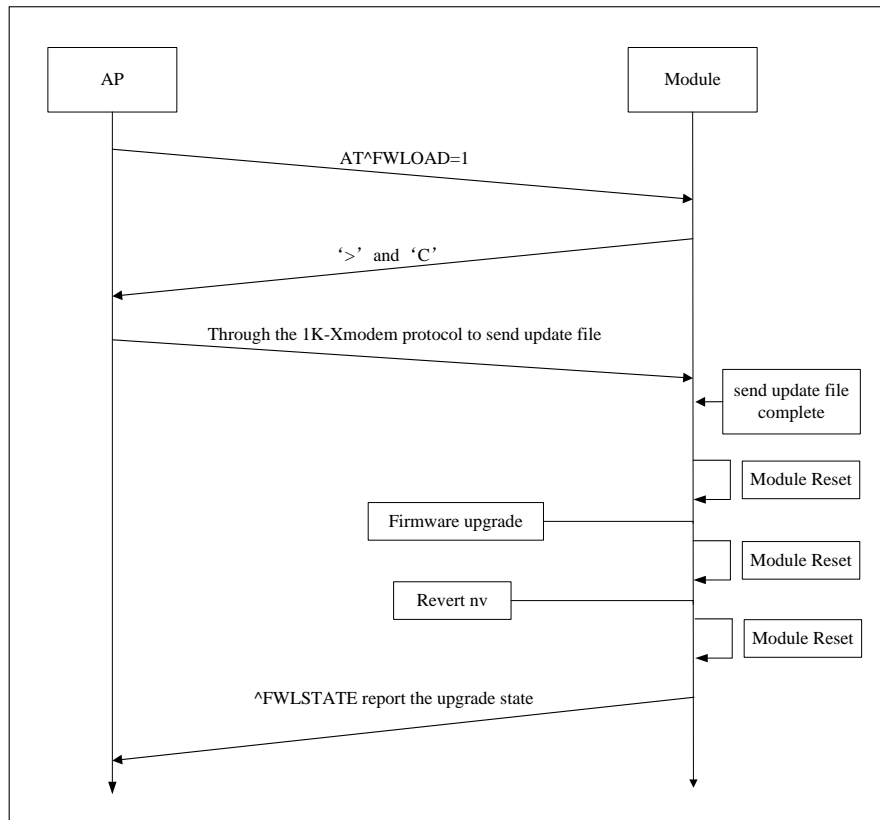 AP
Module
AT^FWLOAD=1
‘>’ and ‘C’
Through the 1K-Xmodem protocol to send update file
send update file
complete
Module Reset
Firmware upgrade
Module Reset
Revert nv
Module Reset
^FWLSTATE report the upgrade state